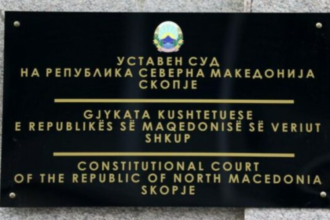 УСТАВЕН СУД
НА РЕПУБЛИКА СЕВЕРНА МАКЕДОНИЈА
СКОПЈЕ
GJYKATA KUSHTETUESE
E REPUBLIKËS SË MAQEDONISË SË VERIUT
SHKUP
CONSTITUTIONAL COURT
OF THE REPUBLIC OF NORTH MACEDONIA
SKOPJE